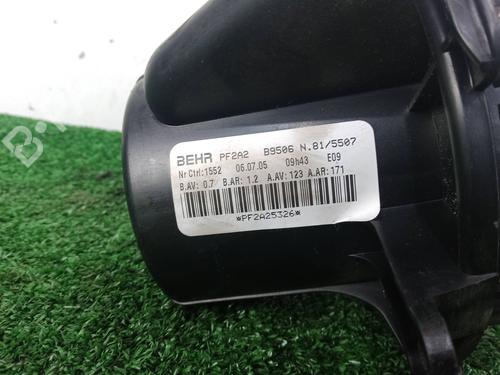 BEHR PF2A2 B9506 N.81/5507
Nr Ctrl:1552 06.07.05 09h43 E09
B.AV: 0.7 B.AR: 1.2 A.AV: 123 A.AR: 171
*PF2A25326*